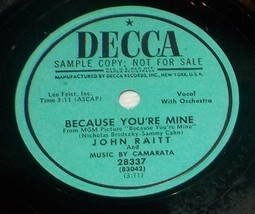 DECCA
SAMPLE COPY: NOT FOR SALE
MANUFACTURED BY DECCA RECORDS, INC., NEW YORK, U.S.A.
Leo Feist, Inc.
Time 3:11 (ASCAP)
Vocal
With Orchestra
BECAUSE YOU'RE MINE
From MGM Picture "Because You're Mine"
(Nicholas Brodszky-Sammy Cahn)
JOHN RAITT
And
MUSIC BY CAMARATA
28337
(83042)
(3:11)